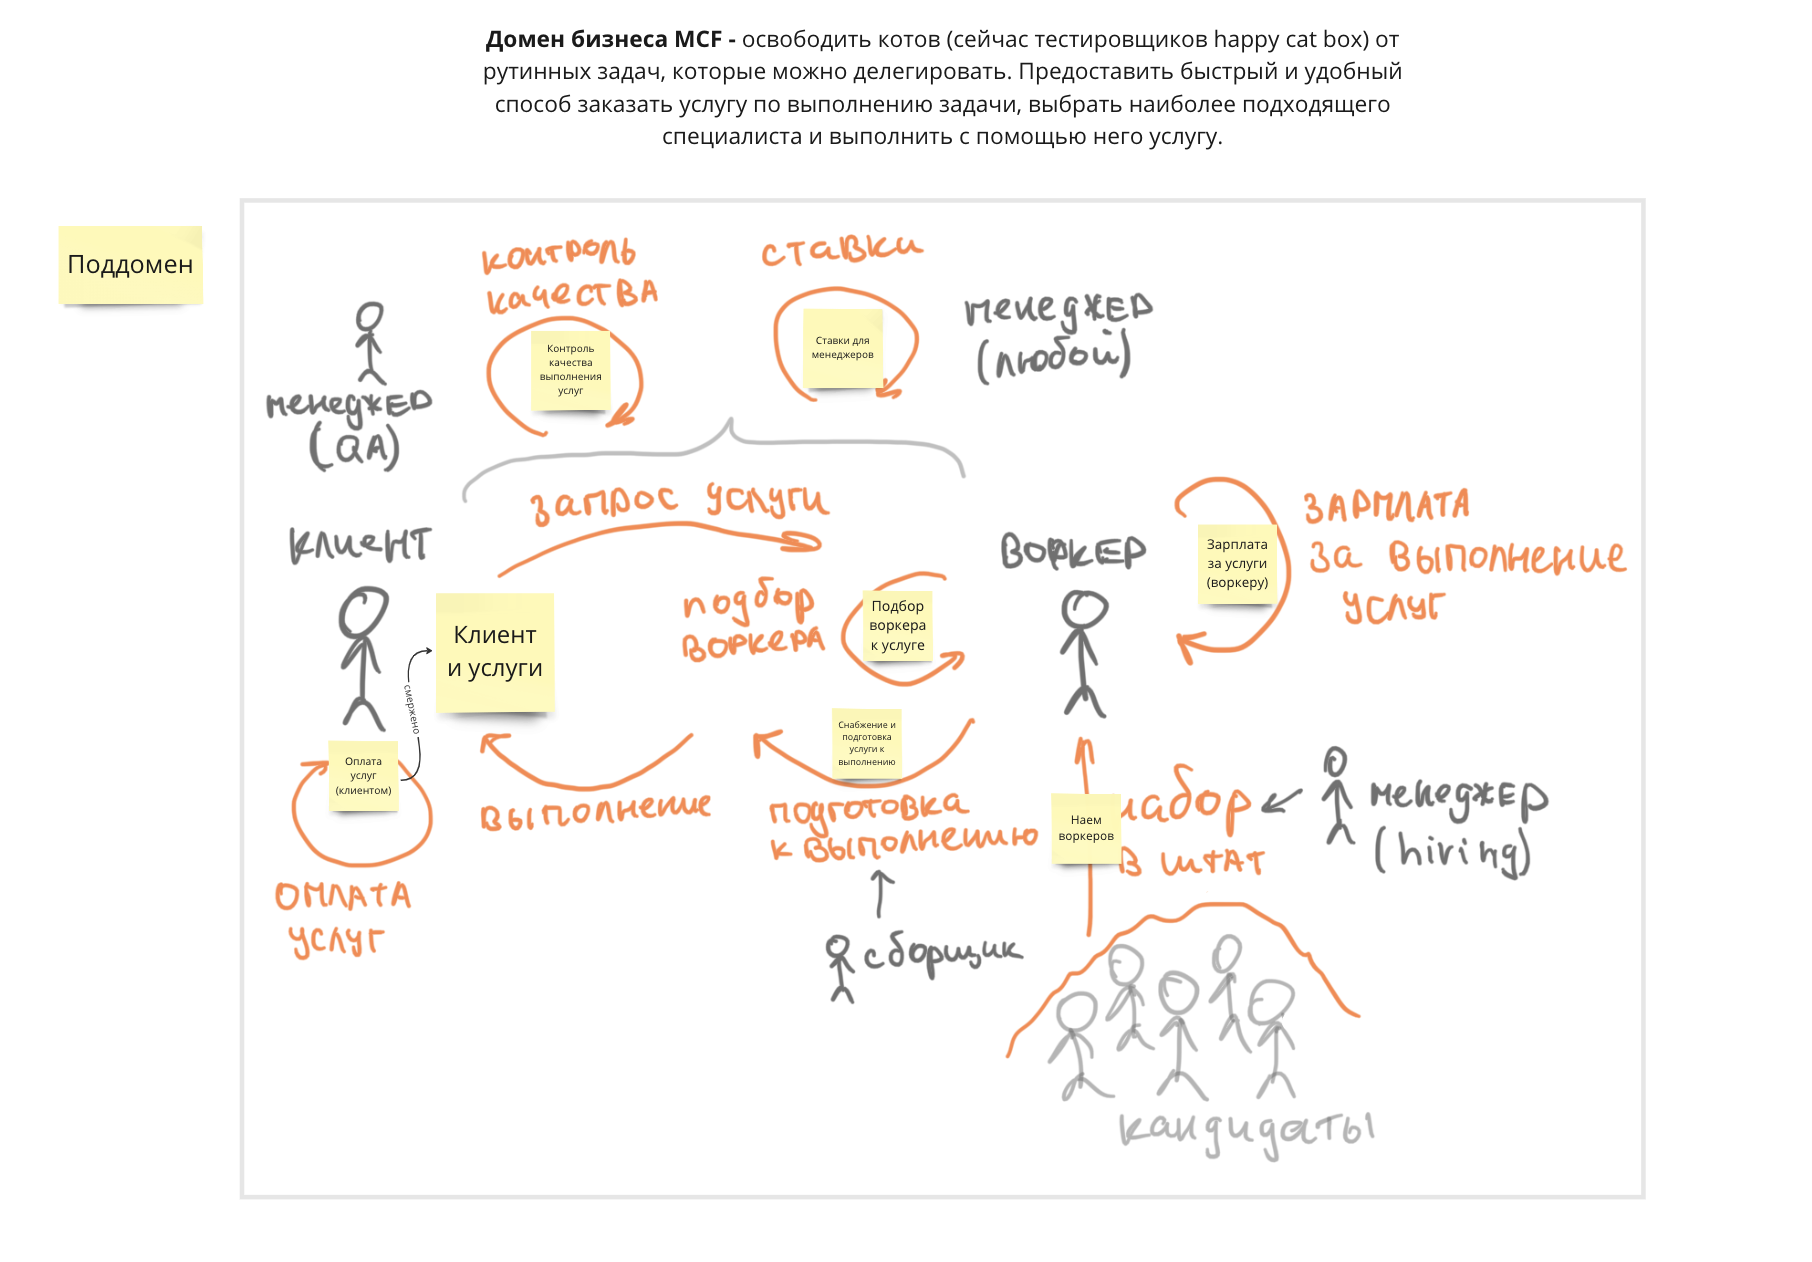 Домен бизнеса MCF - освободить котов (сейчас тестировщиков happy cat box) от
рутинных задач, которые можно делегировать. Предоставить быстрый и удобный
способ заказать услугу по выполнению задачи, выбрать наиболее подходящего
специалиста и выполнить с помощью него услугу.
Поддомен
контроль
качества
Контроль
качества
выполнения
услуг
ставки
Ставки для
менеджеров
менеджер
(любой)
менеджер
(QA)
запрос услуги
клиент
Клиент
и услуги
смержено
подбор
воркера
Подбор
воркера
к услуге
воркер
Зарплата
за услуги
(воркеру)
зарплата
за выполнение
услуг
Оплата
услуг
(клиентом)
оплата
услуг
выполнение
Снабжение и
подготовка
услуги к
выполнению
подготовка
к выполнению
сборщик
Наем
воркеров
набор
в штат
менеджер
(hiring)
кандидаты